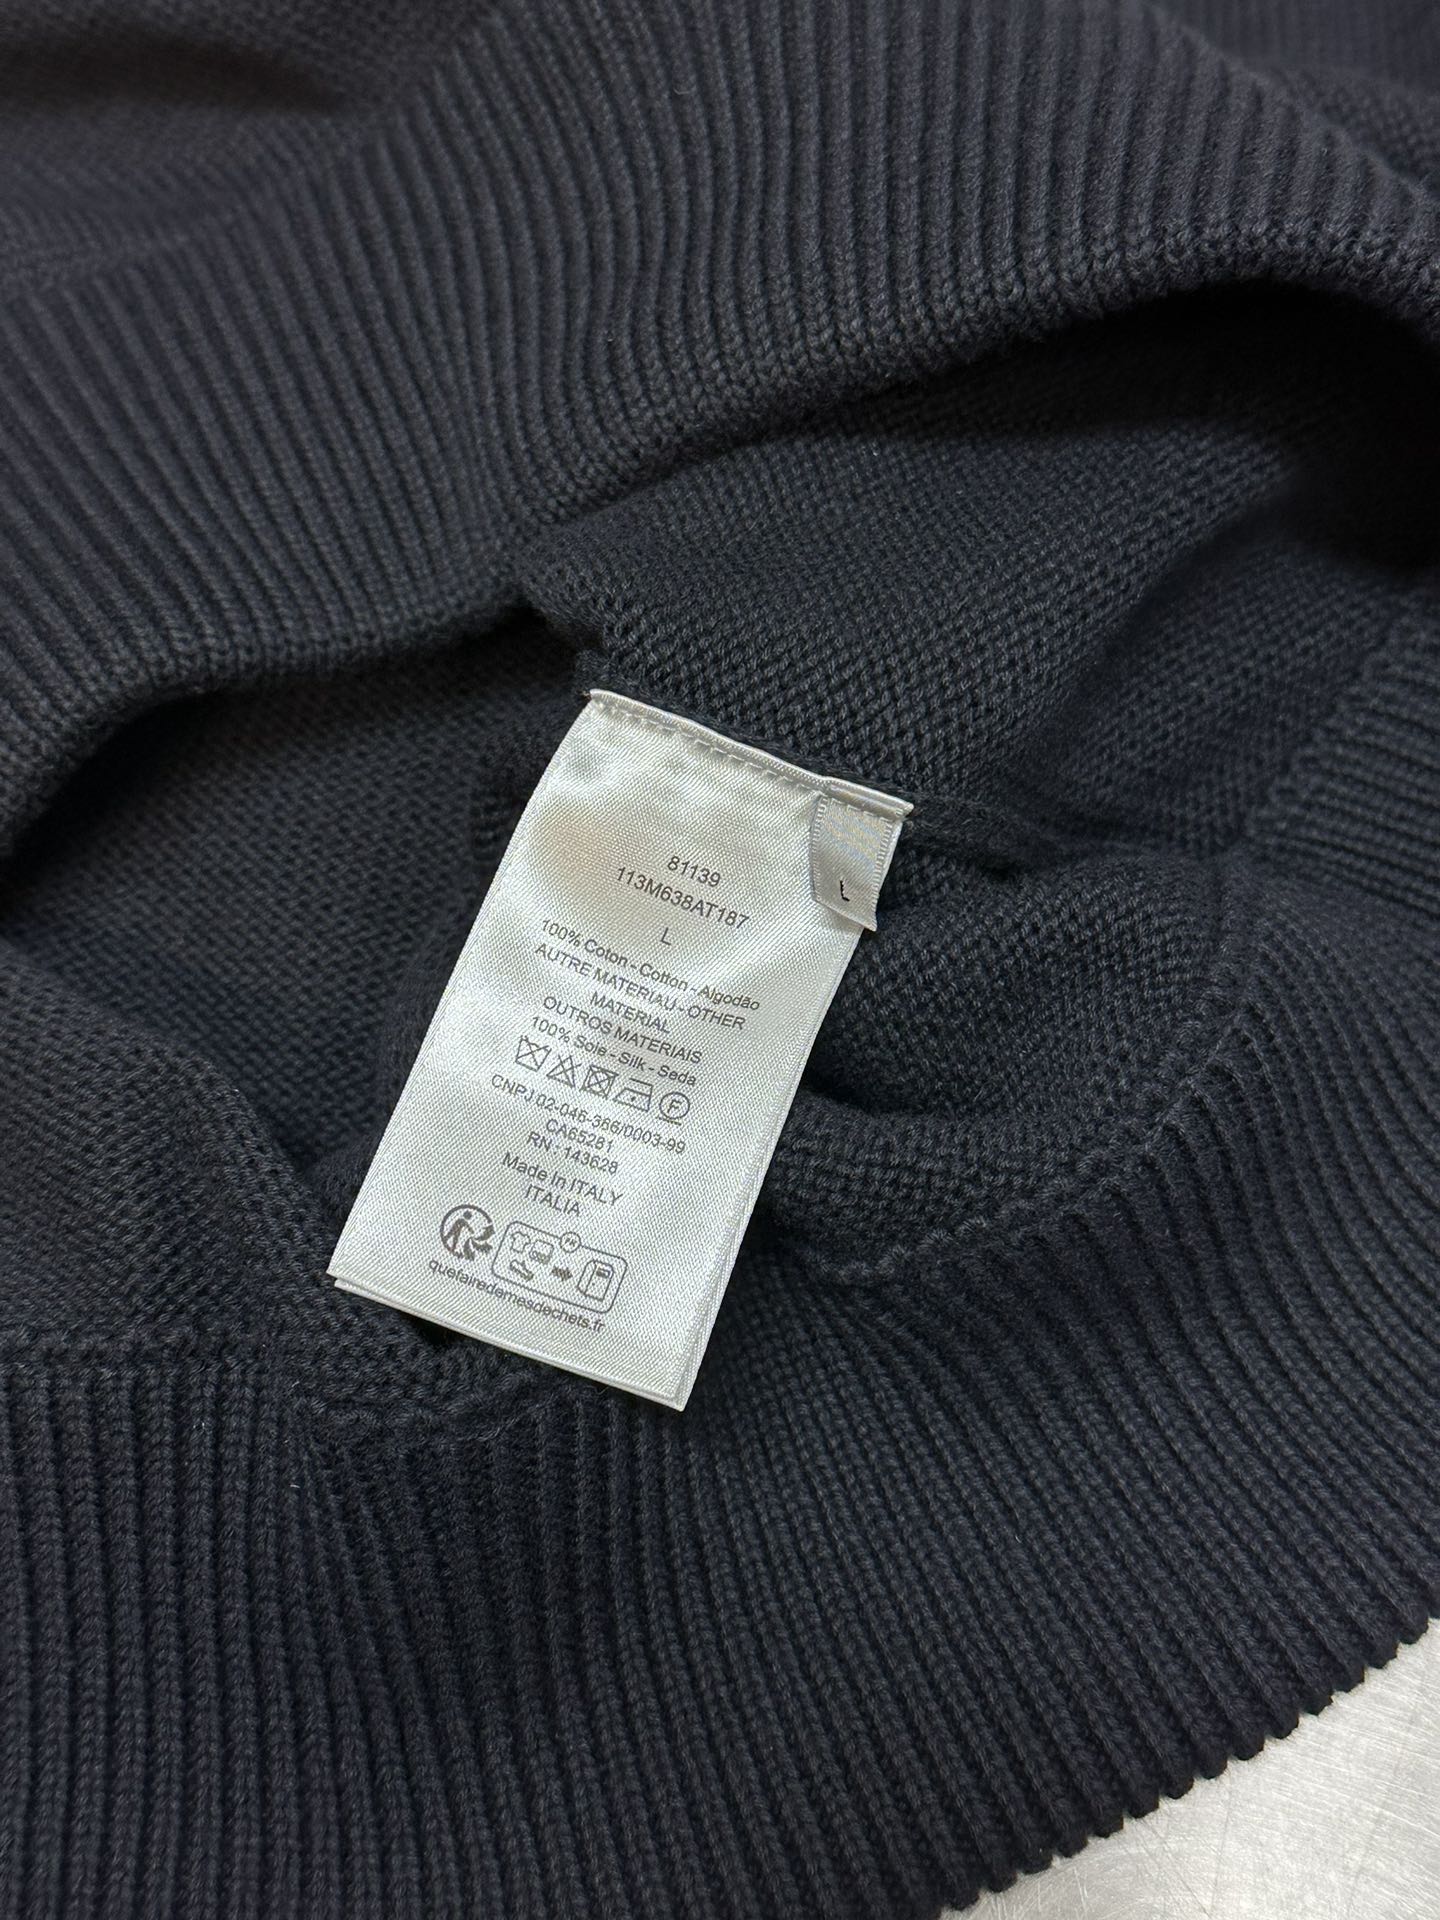 81139
113M638AT187
L
L
100% Coton - Cotton - Algodão
AUTRE MATERIAU - OTHER
MATERIAL
OUTROS MATERIAIS
100% Soie - Silk - Seda
F
CNPJ 02-046-366/0003-99
CA65281
RN : 143628
Made in ITALY
ITALIA
FR
quefairedemesdechets.fr